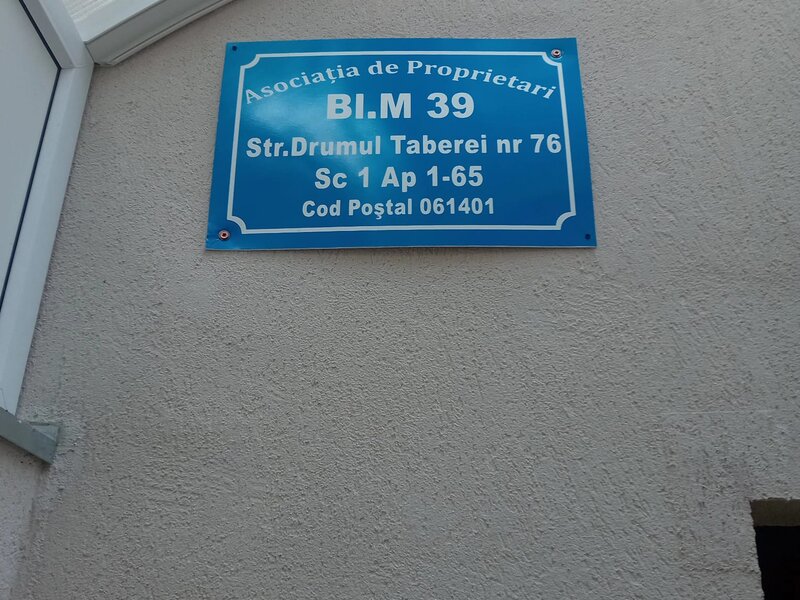 Asociația de Proprietari
Bl.M 39
Str.Drumul Taberei nr 76
Sc 1 Ap 1-65
Cod Poştal 061401